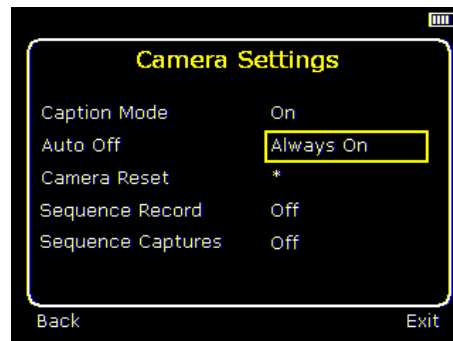 Camera Settings
Caption Mode On
Auto Off Always On
Camera Reset *
Sequence Record Off
Sequence Captures Off
Back Exit